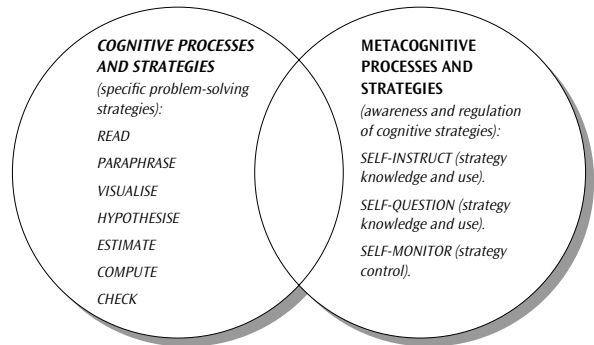 COGNITIVE PROCESSES
AND STRATEGIES
(specific problem-solving
strategies):
READ
PARAPHRASE
VISUALISE
HYPOTHESISE
ESTIMATE
COMPUTE
CHECK
METACOGNITIVE
PROCESSES AND
STRATEGIES
(awareness and regulation
of cognitive strategies):
SELF-INSTRUCT (strategy
knowledge and use).
SELF-QUESTION (strategy
knowledge and use).
SELF-MONITOR (strategy
control).